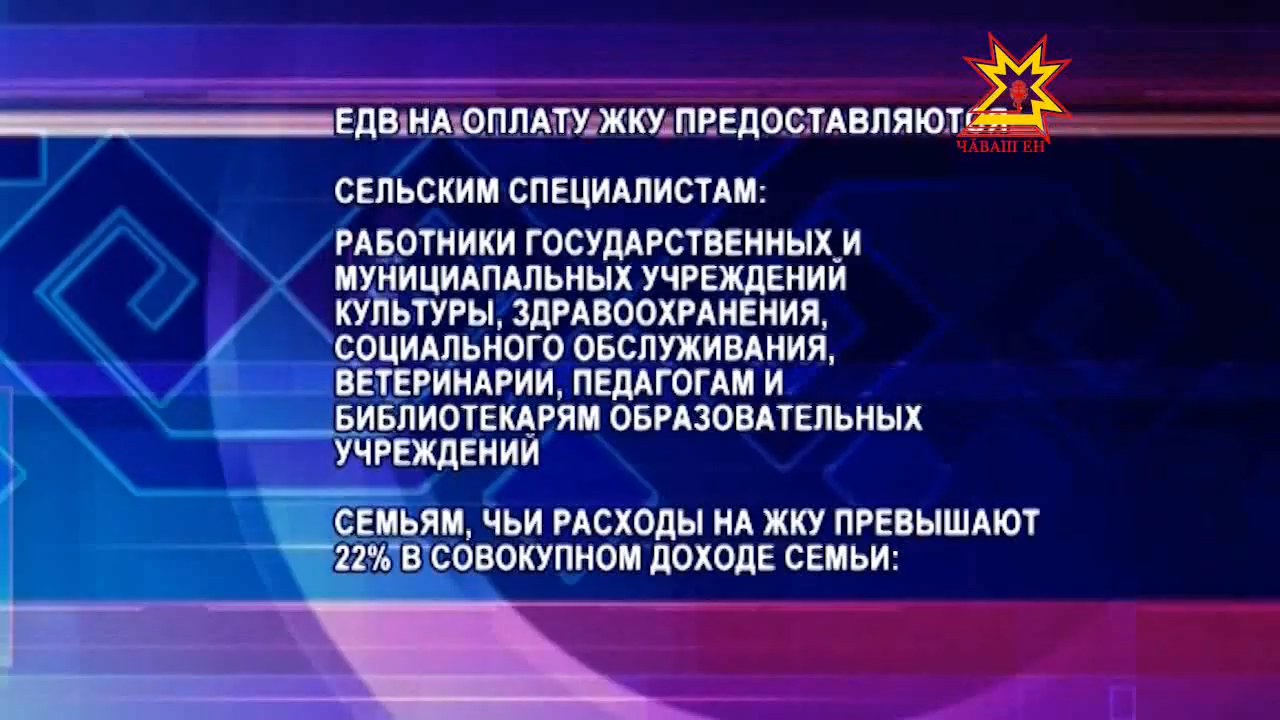 ЕДВ НА ОПЛАТУ ЖКУ ПРЕДОСТАВЛЯЮТСЯ
ЧӐВАШ ЕН
СЕЛЬСКИМ СПЕЦИАЛИСТАМ:
РАБОТНИКИ ГОСУДАРСТВЕННЫХ И
МУНИЦИАПАЛЬНЫХ УЧРЕЖДЕНИЙ
КУЛЬТУРЫ, ЗДРАВООХРАНЕНИЯ,
СОЦИАЛЬНОГО ОБСЛУЖИВАНИЯ,
ВЕТЕРИНАРИИ, ПЕДАГОГАМ И
БИБЛИОТЕКАРЯМ ОБРАЗОВАТЕЛЬНЫХ
УЧРЕЖДЕНИЙ
СЕМЬЯМ, ЧЬИ РАСХОДЫ НА ЖКУ ПРЕВЫШАЮТ
22% В СОВОКУПНОМ ДОХОДЕ СЕМЬИ: